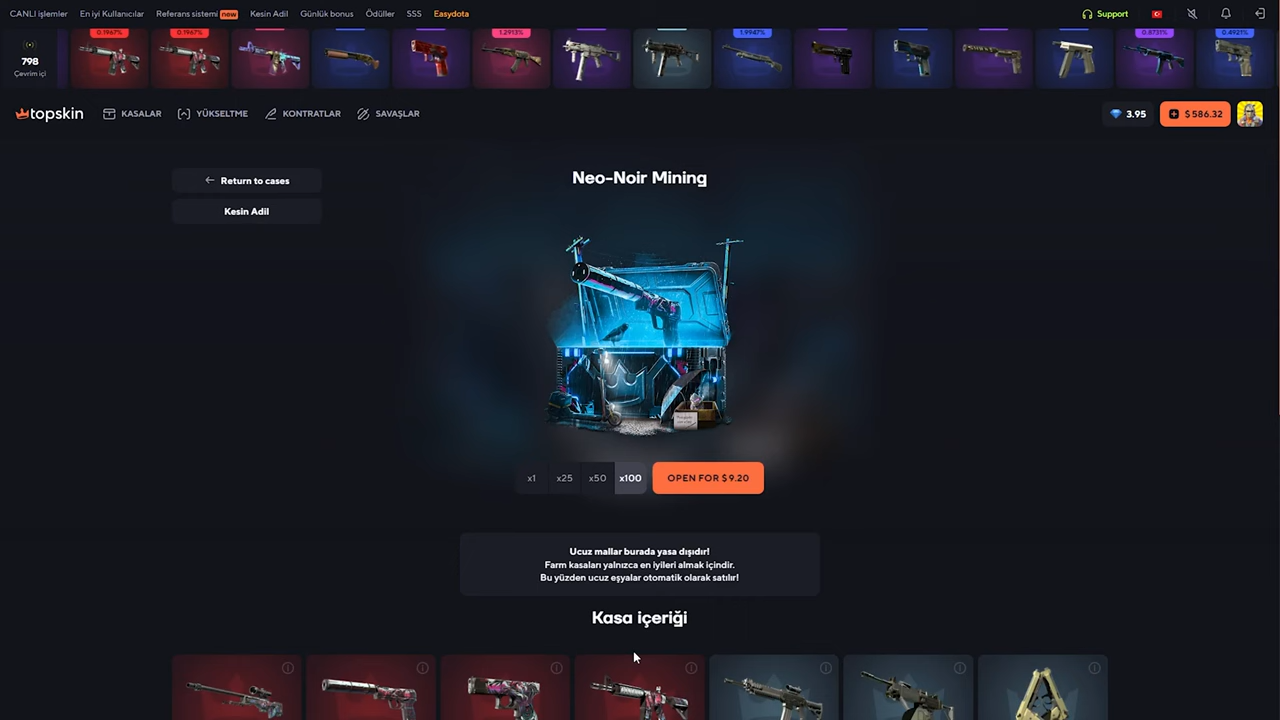 CANLI işlemler En iyi Kullanıcılar Referans sistemi new Kesin Adil Günlük bonus Ödüller SSS Easydota Support
798
Çevrim içi
0.1967% 0.1967% 1.2913% 1.9947% 0.8731% 0.4921%
topskin KASALAR YÜKSELTME KONTRATLAR SAVAŞLAR 3.95 $ 586.32
← Return to cases
Kesin Adil
Neo-Noir Mining
x1 x25 x50 x100 OPEN FOR $ 9.20
Ucuz mallar burada yasa dışıdır!
Farm kasaları yalnızca en iyileri almak içindir.
Bu yüzden ucuz eşyalar otomatik olarak satılır!
Kasa içeriği